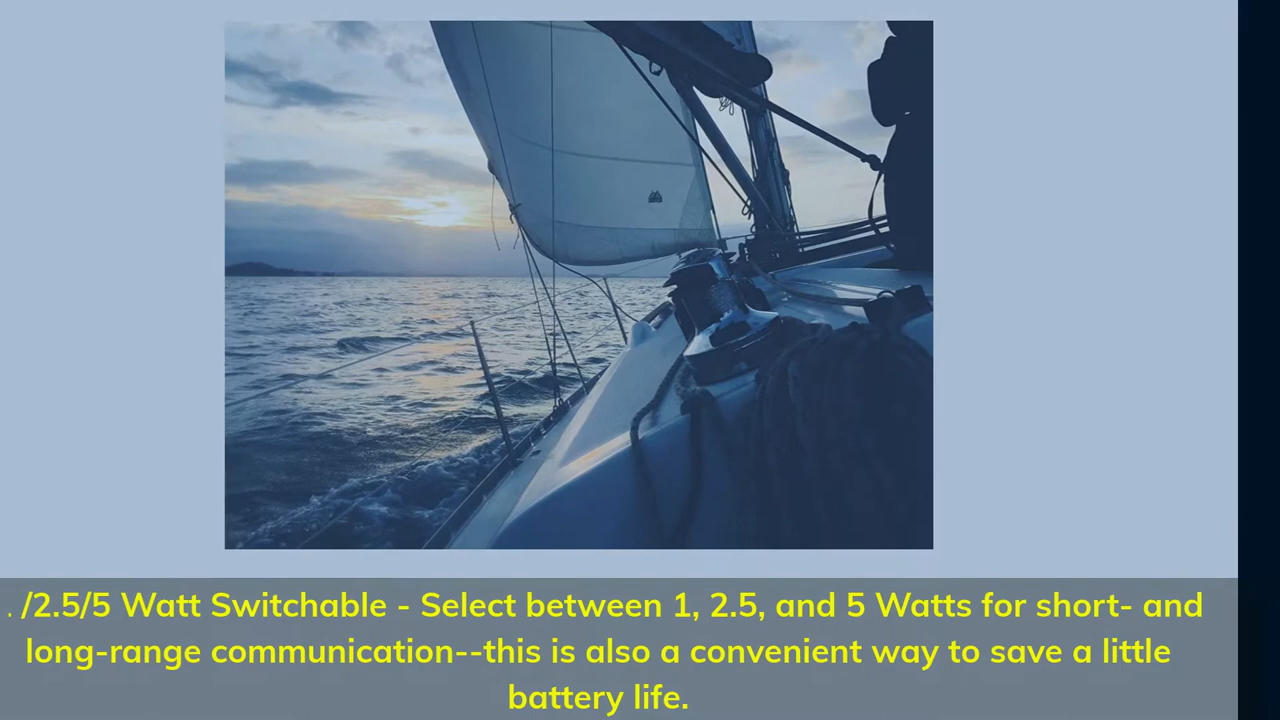 . /2.5/5 Watt Switchable - Select between 1, 2.5, and 5 Watts for short- and
long-range communication--this is also a convenient way to save a little
battery life.